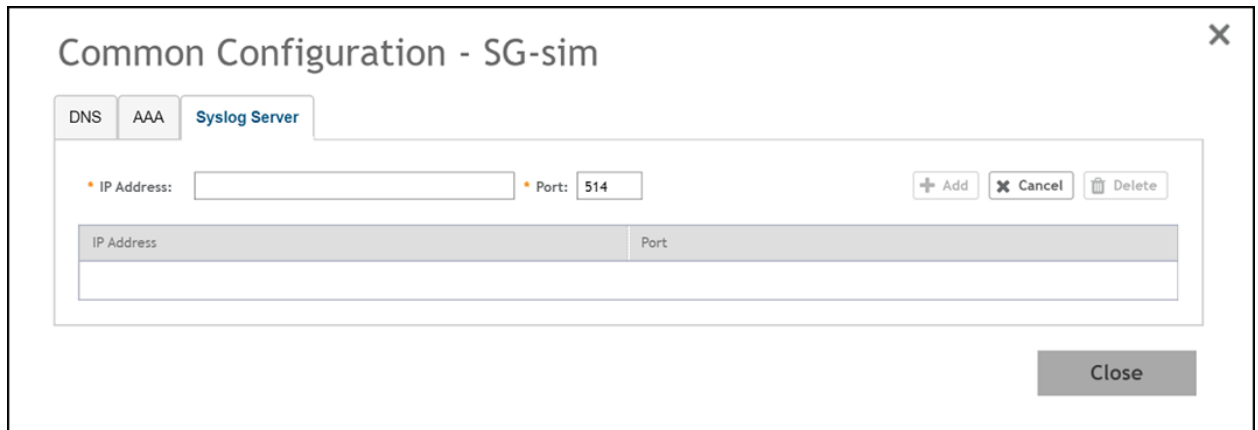 Common Configuration - SG-sim
DNS AAA Syslog Server
* IP Address: * Port: 514 Add Cancel Delete
IP Address Port
Close